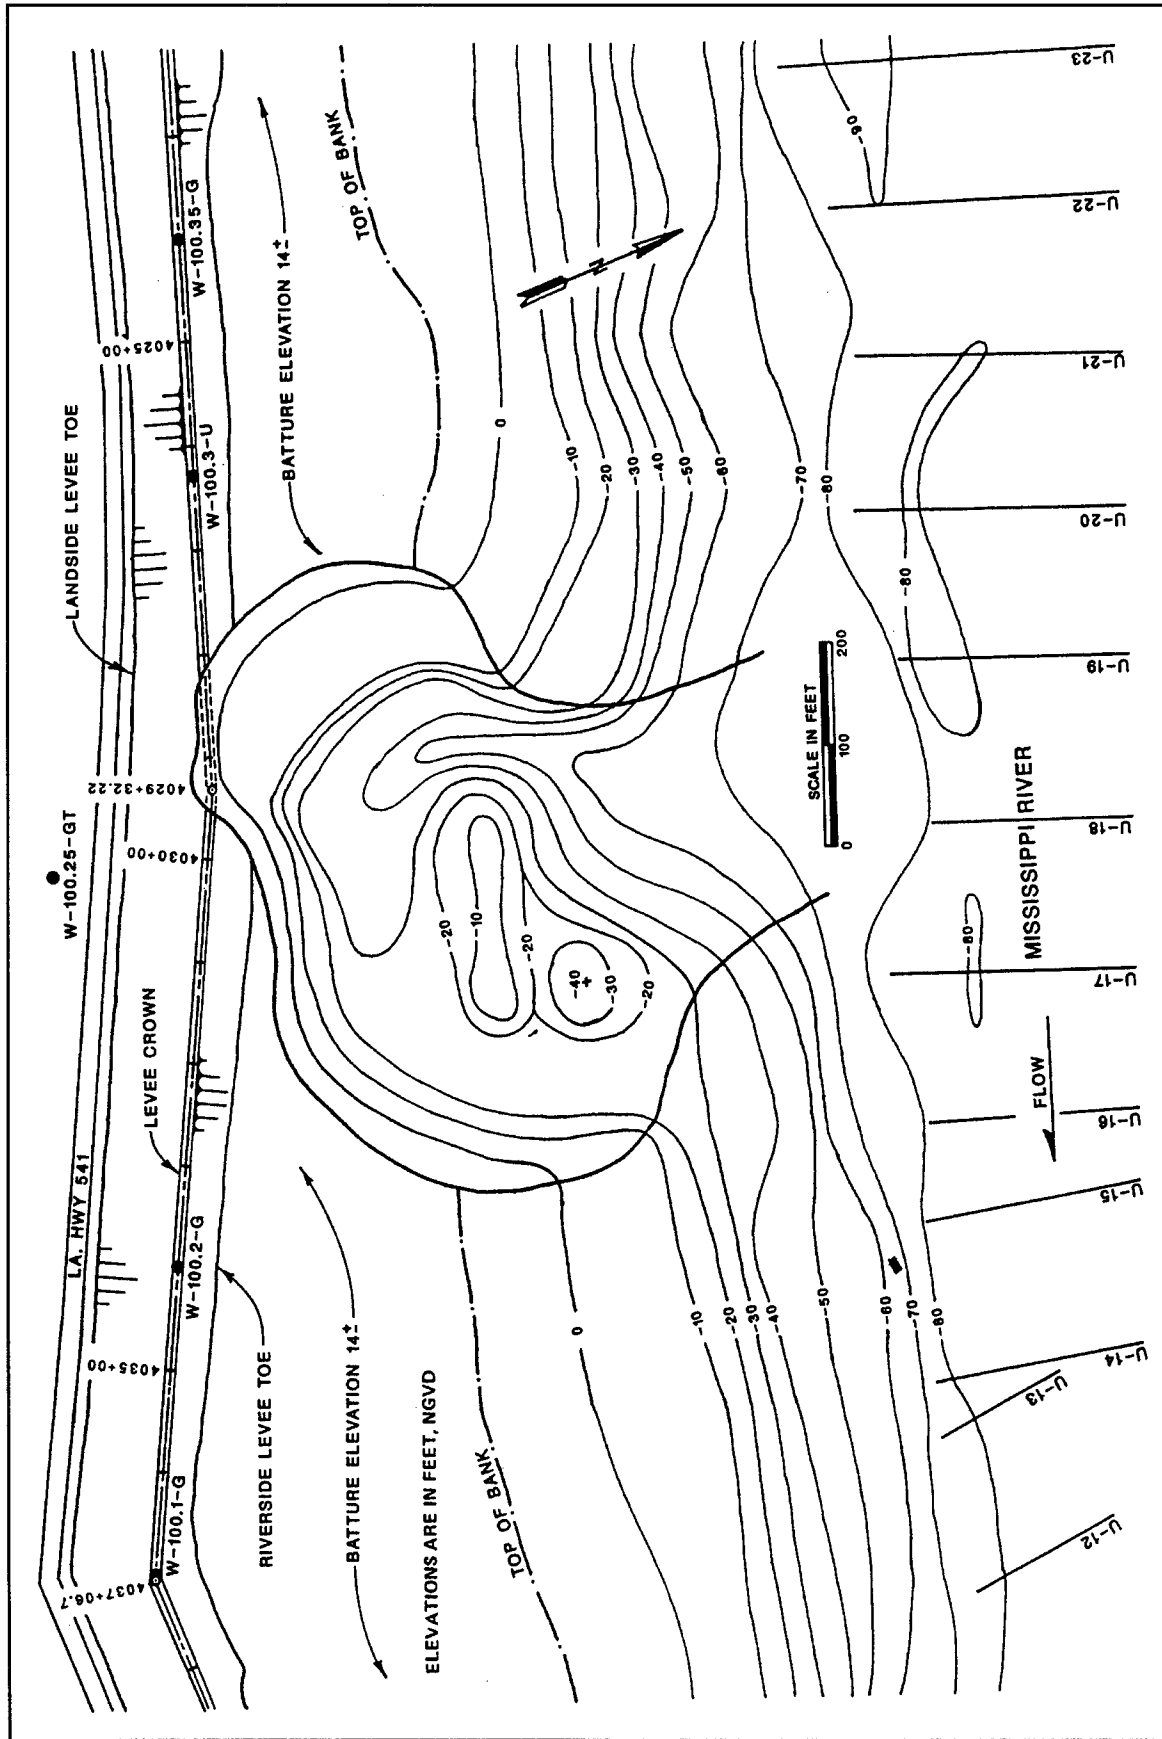 LA. HWY 541
W-100.25-GT
LANDSIDE LEVEE TOE
4037+06.7
4035+00
4030+00
4029+32.22
4025+00
W-100.1-G
W-100.2-G
LEVEE CROWN
W-100.3-U
W-100.35-G
RIVERSIDE LEVEE TOE
BATTURE ELEVATION 14±
BATTURE ELEVATION 14±
ELEVATIONS ARE IN FEET, NGVD
TOP OF BANK
TOP OF BANK
N
0
-10
-20
-30
-40
-50
-60
-70
-80
0
-10
-20
-30
-40
-50
-60
-70
-80
-20
-10
-20
-40
+
-30
-20
SCALE IN FEET
0
100
200
-80
-80
-90
MISSISSIPPI RIVER
FLOW
U-12
U-13
U-14
U-15
U-16
U-17
U-18
U-19
U-20
U-21
U-22
U-23